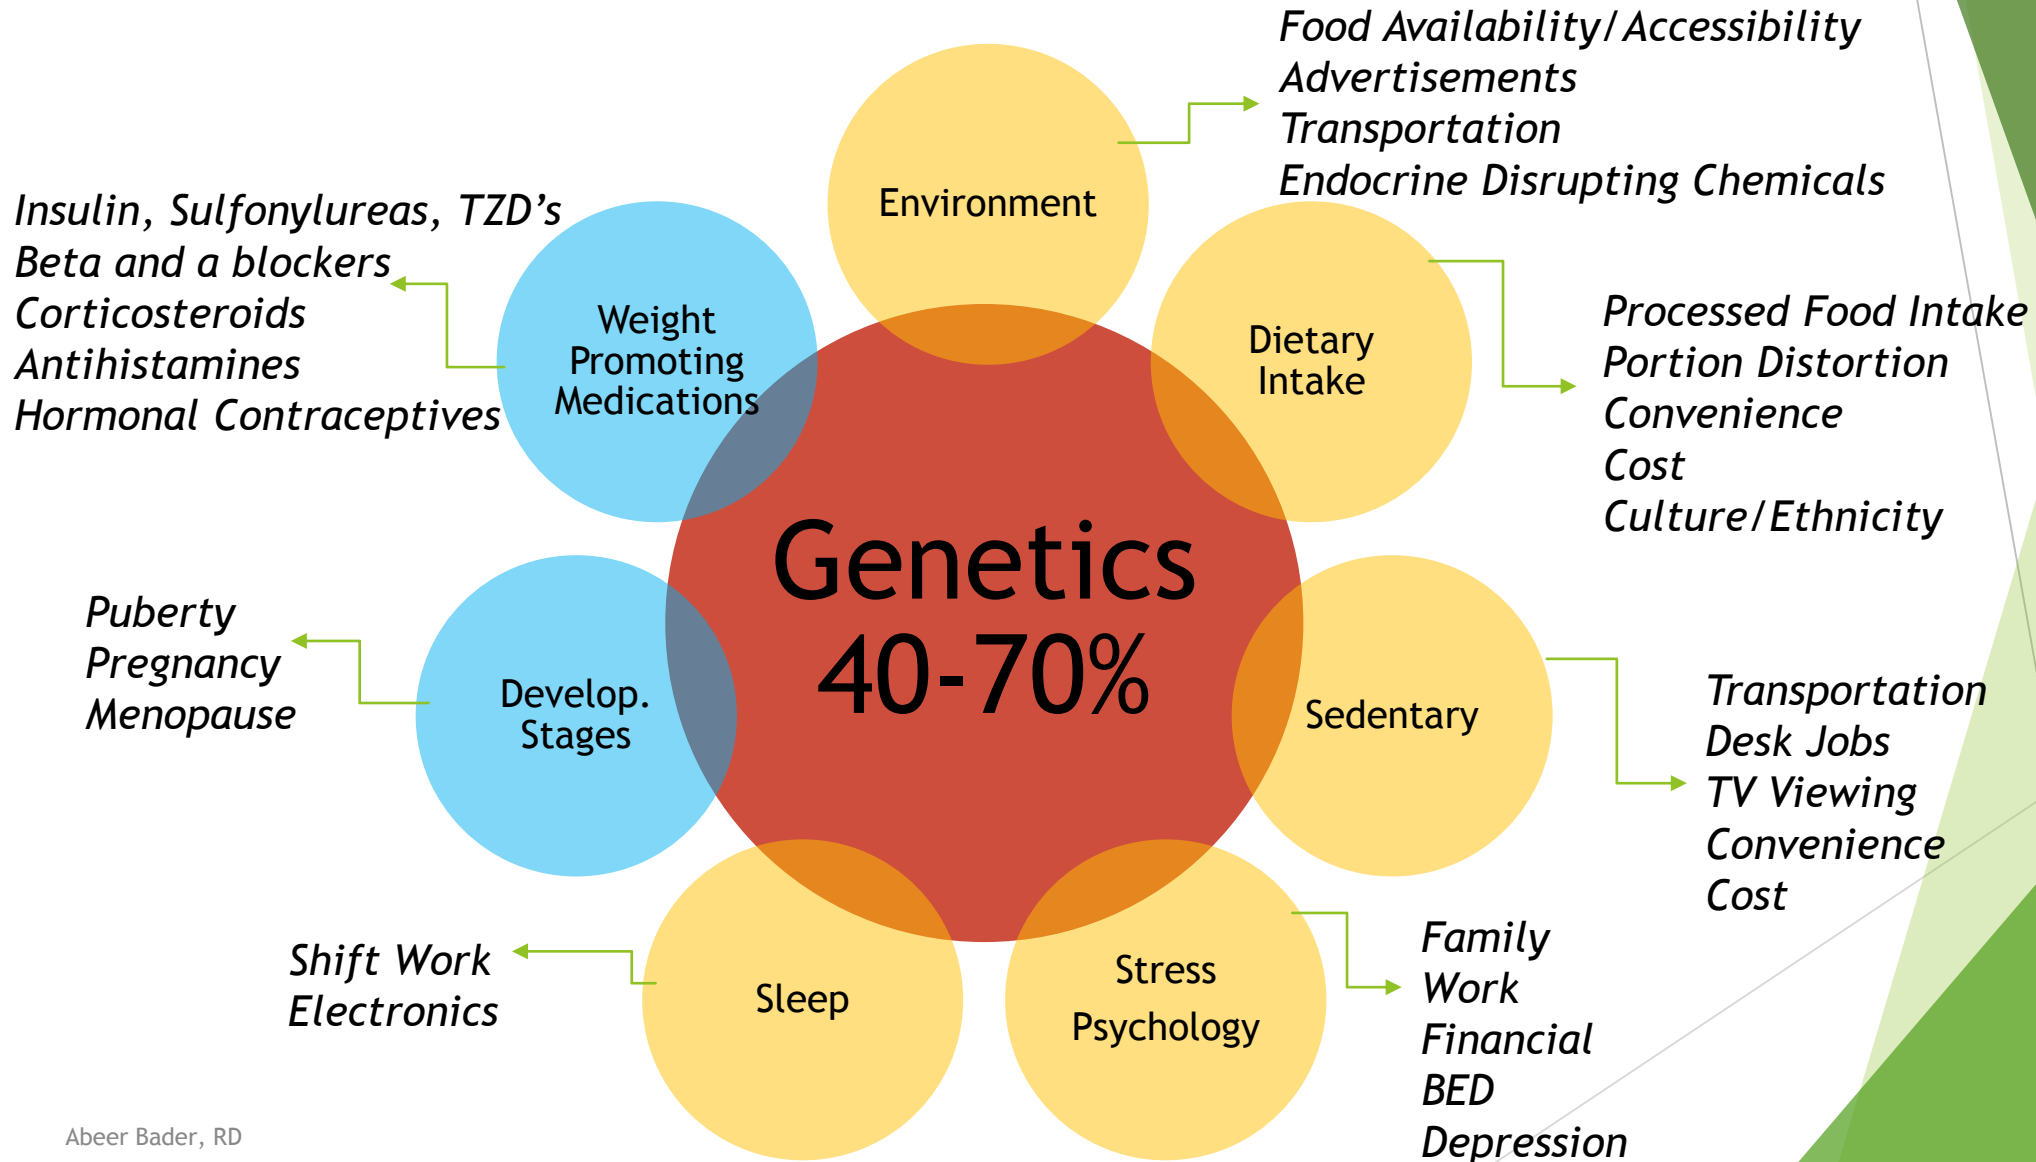 Food Availability/Accessibility
Advertisements
Transportation
Endocrine Disrupting Chemicals
Environment
Insulin, Sulfonylureas, TZD’s
Beta and a blockers
Corticosteroids
Antihistamines
Hormonal Contraceptives
Weight
Promoting
Medications
Dietary
Intake
Processed Food Intake
Portion Distortion
Convenience
Cost
Culture/Ethnicity
Genetics
40-70%
Puberty
Pregnancy
Menopause
Develop.
Stages
Sedentary
Transportation
Desk Jobs
TV Viewing
Convenience
Cost
Shift Work
Electronics
Sleep
Stress
Psychology
Family
Work
Financial
BED
Depression
Abeer Bader, RD